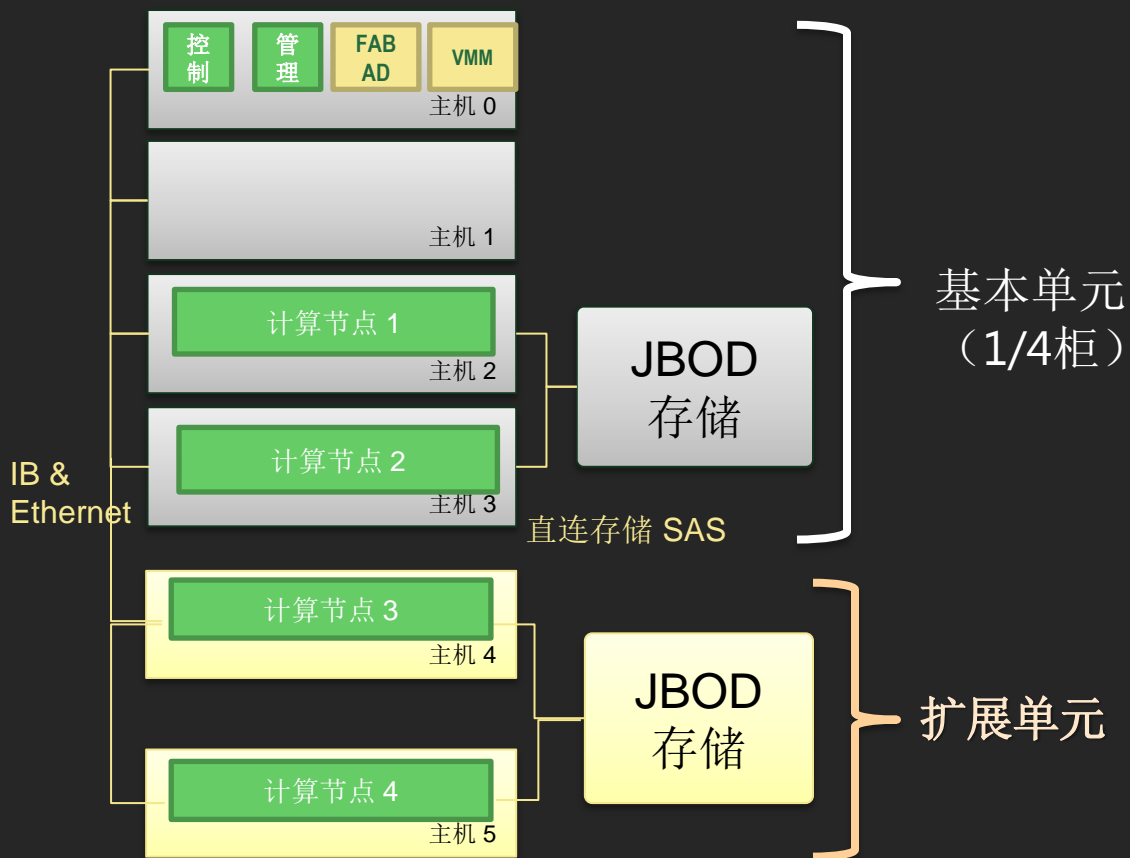 控
制
管
理
FAB
AD
VMM
主机 0
主机 1
计算节点 1
主机 2
计算节点 2
主机 3
JBOD
存储
基本单元
（1/4柜）
IB &
Ethernet
直连存储 SAS
计算节点 3
主机 4
计算节点 4
主机 5
JBOD
存储
扩展单元